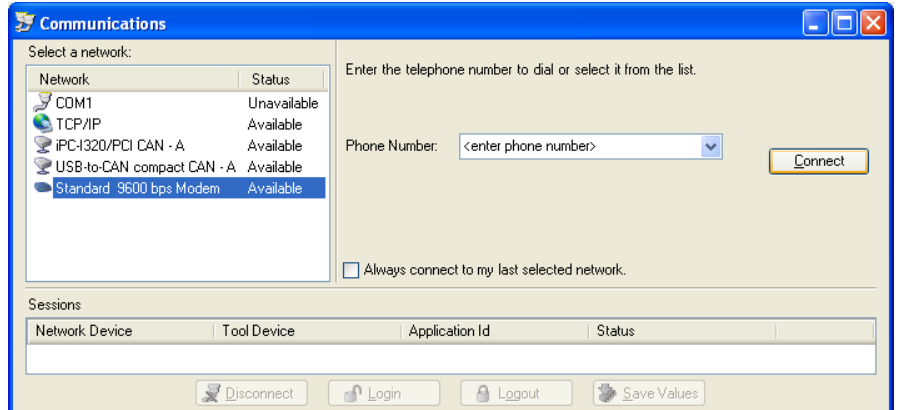 Communications
Select a network:
Network Status
COM1 Unavailable
TCP/IP Available
iPC-I320/PCI CAN - A Available
USB-to-CAN compact CAN - A Available
Standard 9600 bps Modem Available
Enter the telephone number to dial or select it from the list.
Phone Number: <enter phone number>
Connect
Always connect to my last selected network.
Sessions
Network Device Tool Device Application Id Status
Disconnect Login Logout Save Values